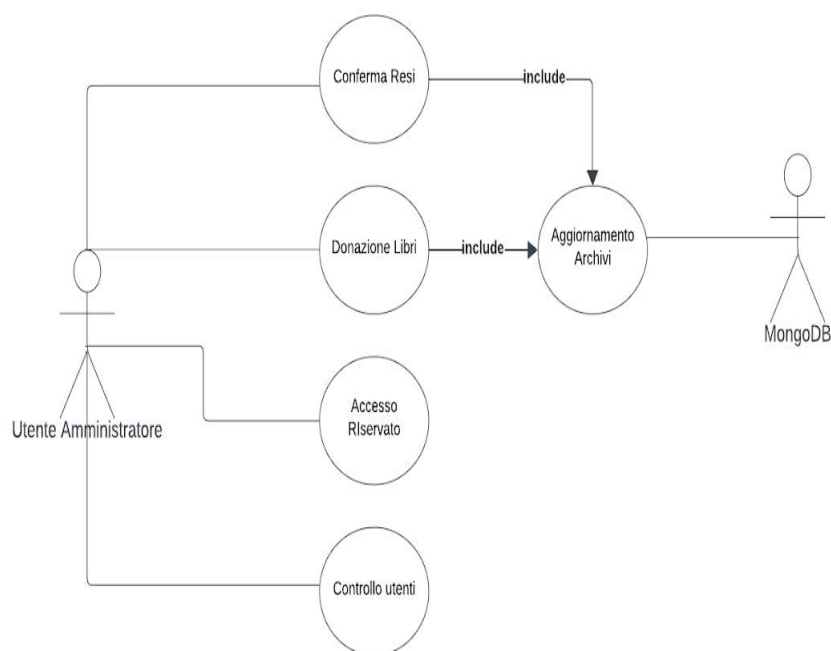 Conferma Resi
include
Donazione Libri
include
Aggiornamento
Archivi
MongoDB
Accesso
RIservato
Utente Amministratore
Controllo utenti